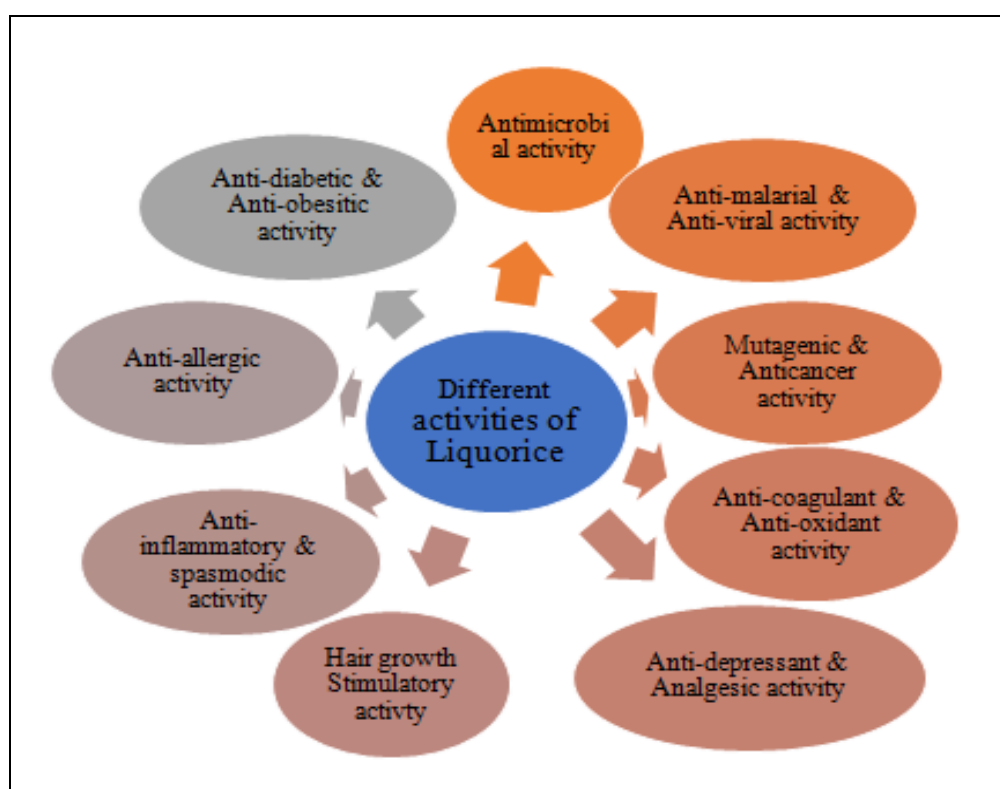 Antimicrobi
al activity
Anti-malarial &
Anti-viral activity
Mutagenic &
Anticancer
activity
Anti-coagulant &
Anti-oxidant
activity
Anti-depressant &
Analgesic activity
Hair growth
Stimulatory
activty
Anti-
inflammatory &
spasmodic
activity
Anti-allergic
activity
Anti-diabetic &
Anti-obesitic
activity
Different
activities of
Liquorice